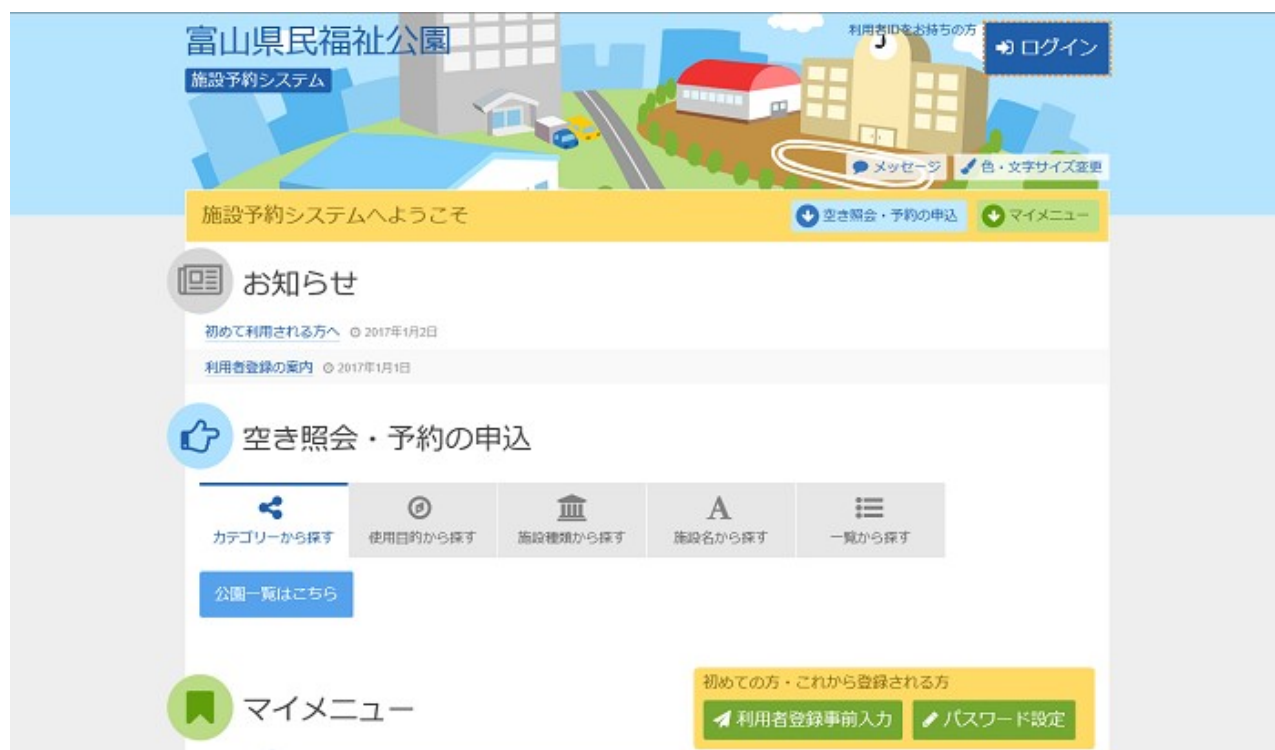 富山県民福祉公園
利用者IDをお持ちの方
ログイン
施設予約システム
メッセージ
色・文字サイズ変更
施設予約システムへようこそ
空き照会・予約の申込
マイメニュー
お知らせ
初めて利用される方へ 2017年1月2日
利用者登録の案内 2017年1月1日
空き照会・予約の申込
カテゴリーから探す
使用目的から探す
施設種類から探す
施設名から探す
一覧から探す
公園一覧はこちら
マイメニュー
初めての方・これから登録される方
利用者登録事前入力
パスワード設定